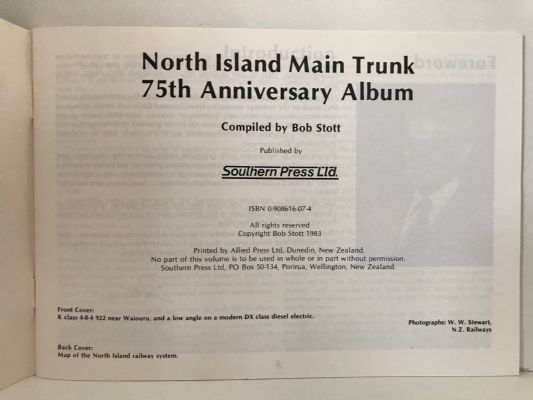 Introduction
Foreword
North Island Main Trunk
75th Anniversary Album
Compiled by Bob Stott
Published by
Southern Press Ltd.
ISBN 0-908616-07-4
All rights reserved
Copyright Bob Stott 1983
Printed by Allied Press Ltd, Dunedin, New Zealand.
No part of this volume is to be used in whole or in part without permission.
Southern Press Ltd, PO Box 50-134, Porirua, Wellington, New Zealand.
Front Cover:
K class 4-8-4 922 near Waiouru, and a low angle on a modern DX class diesel electric.
Photographs: W. W. Stewart,
N.Z. Railways
Back Cover:
Map of the North Island railway system.